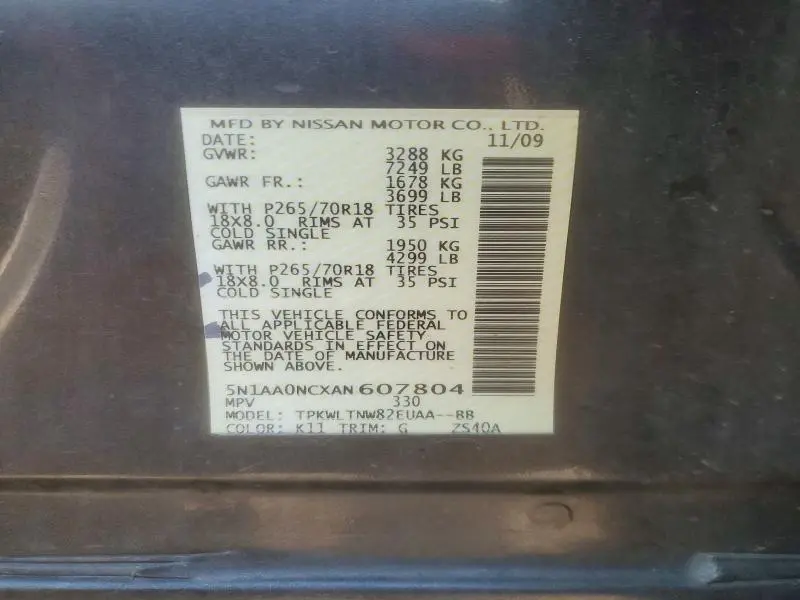 MFD BY NISSAN MOTOR CO., LTD.
DATE: 11/09
GVWR: 3288 KG
7249 LB
GAWR FR.: 1678 KG
3699 LB
WITH P265/70R18 TIRES
18X8.0 RIMS AT 35 PSI
COLD SINGLE
GAWR RR.: 1950 KG
4299 LB
WITH P265/70R18 TIRES
18X8.0 RIMS AT 35 PSI
COLD SINGLE
THIS VEHICLE CONFORMS TO
ALL APPLICABLE FEDERAL
MOTOR VEHICLE SAFETY
STANDARDS IN EFFECT ON
THE DATE OF MANUFACTURE
SHOWN ABOVE.
5N1AA0NCXAN607804
MPV 330
MODEL: TPKWLTNW82EUAA--BB
COLOR: K11 TRIM: G ZS40A